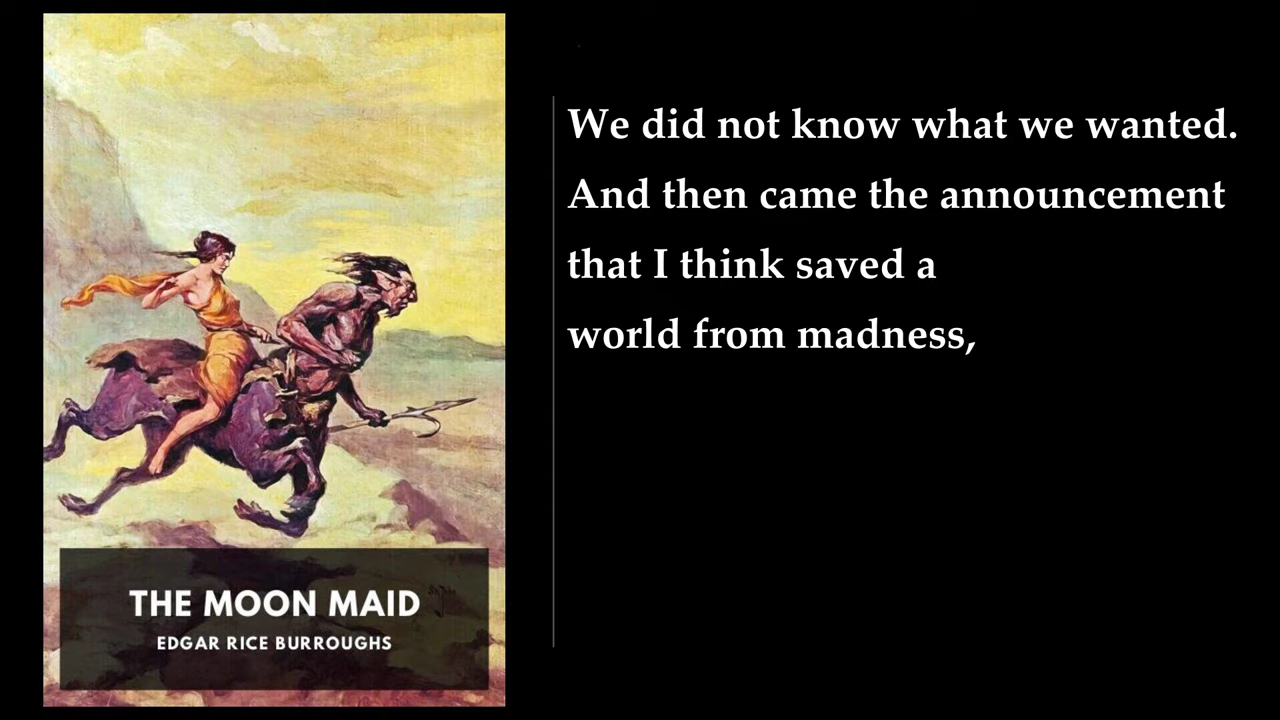 THE MOON MAID
EDGAR RICE BURROUGHS
We did not know what we wanted.
And then came the announcement
that I think saved a
world from madness,